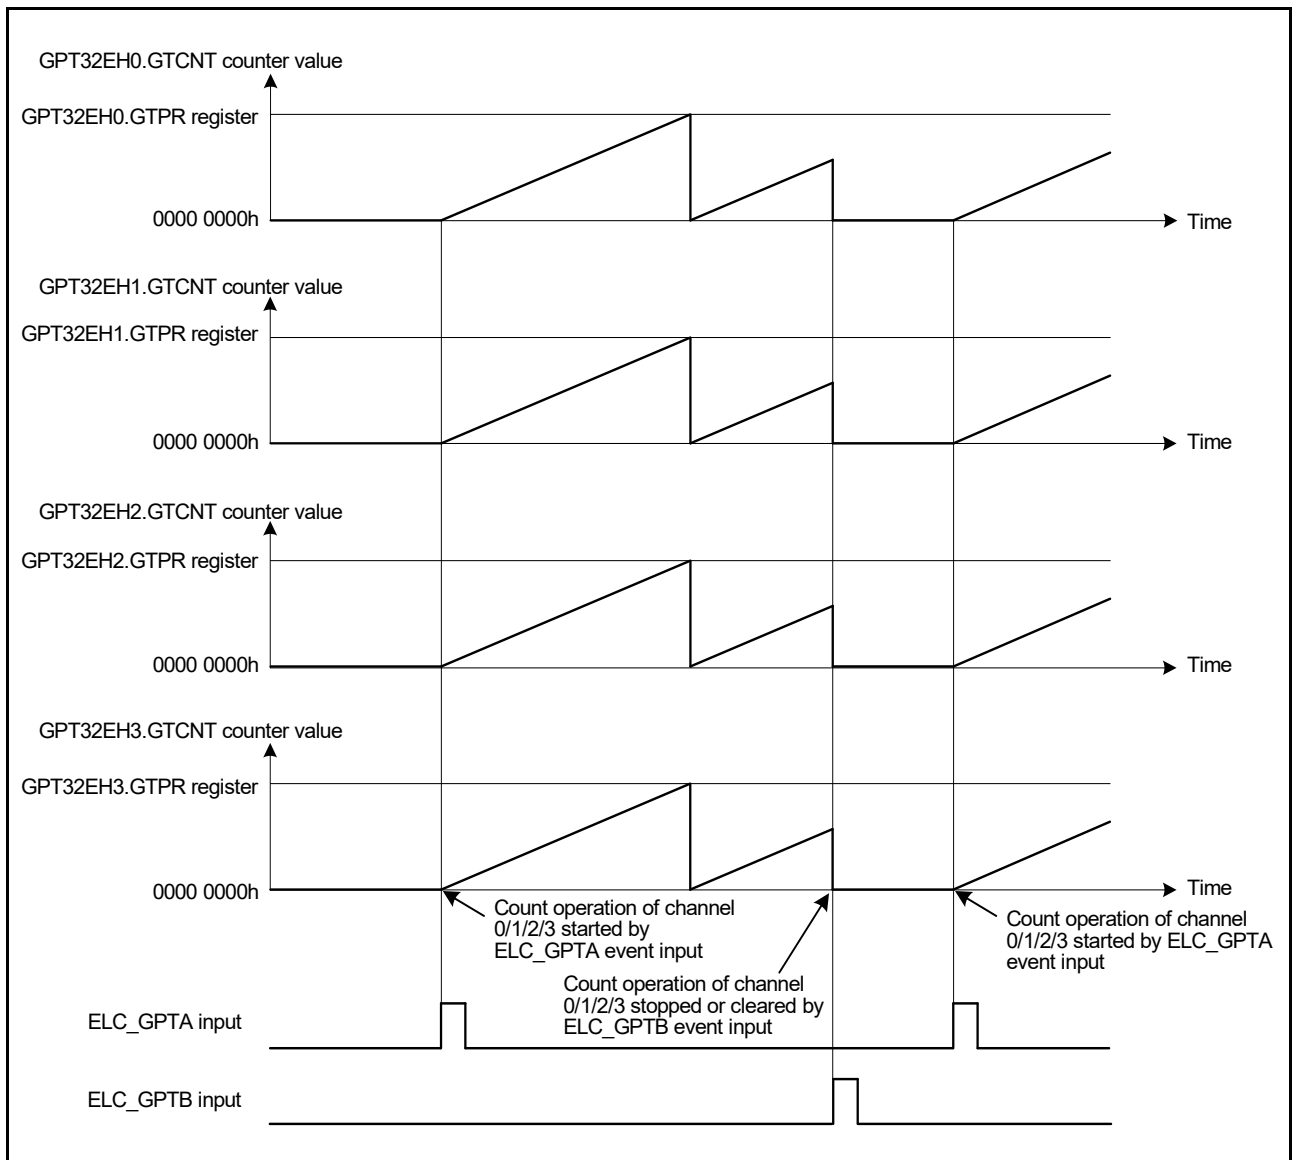 GPT32EH0.GTCNT counter value
GPT32EH0.GTPR register
0000 0000h
Time
GPT32EH1.GTCNT counter value
GPT32EH1.GTPR register
0000 0000h
Time
GPT32EH2.GTCNT counter value
GPT32EH2.GTPR register
0000 0000h
Time
GPT32EH3.GTCNT counter value
GPT32EH3.GTPR register
0000 0000h
Time
Count operation of channel
0/1/2/3 started by
ELC_GPTA event input
Count operation of channel
0/1/2/3 started by ELC_GPTA
event input
Count operation of channel
0/1/2/3 stopped or cleared by
ELC_GPTB event input
ELC_GPTA input
ELC_GPTB input